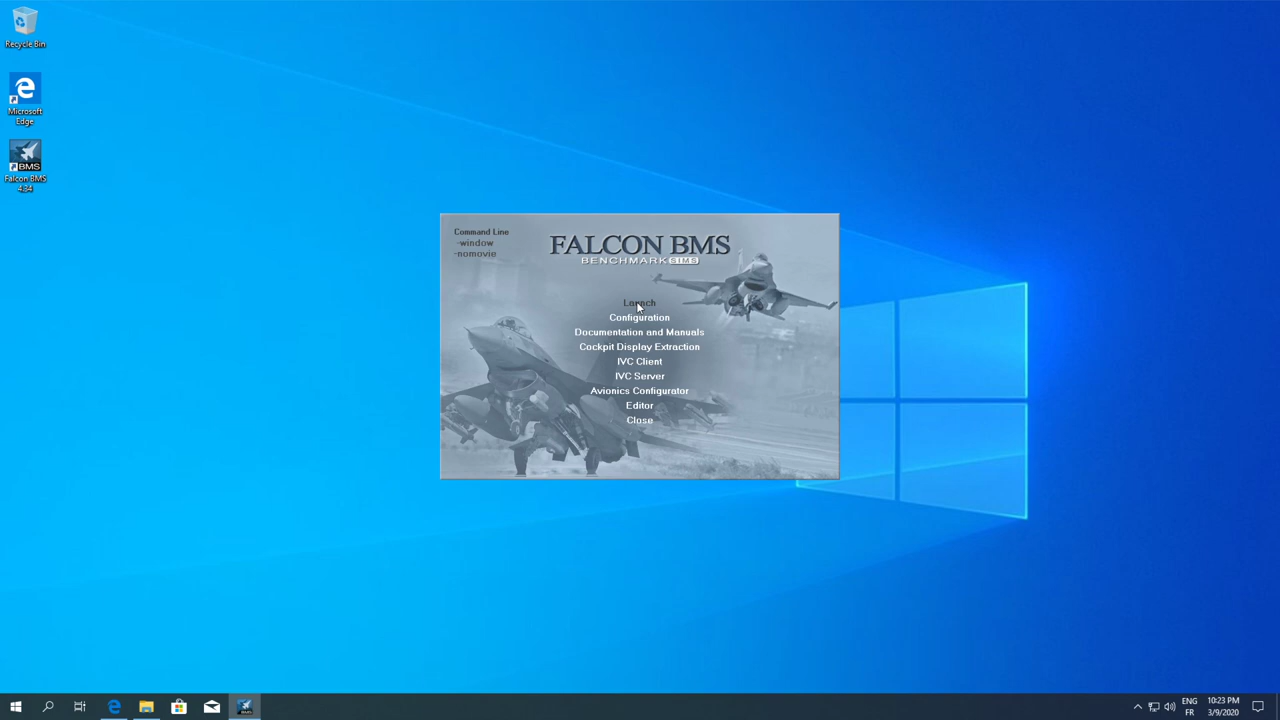 Recycle Bin
Microsoft
Edge
BMS
Falcon BMS
4.34
Command Line
-window
-nomovie
FALCON BMS
BENCHMARK SIMS
Launch
Configuration
Documentation and Manuals
Cockpit Display Extraction
IVC Client
IVC Server
Avionics Configurator
Editor
Close
BMS
ENG
FR
10:23 PM
3/9/2020